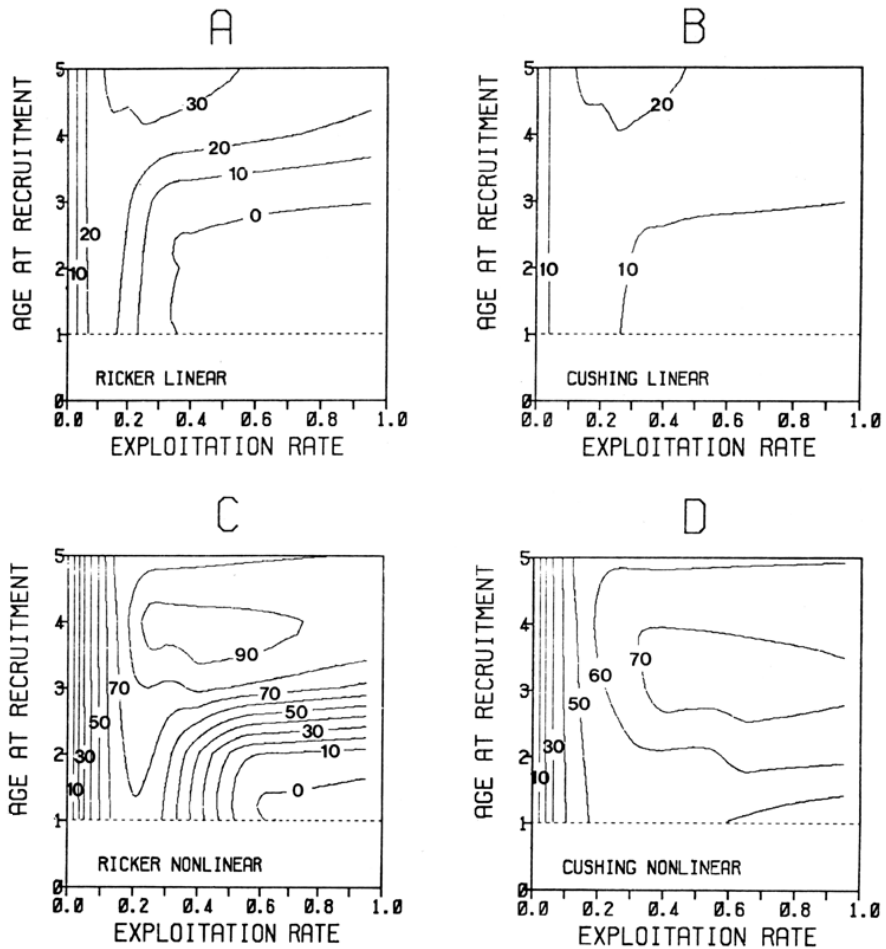 A
AGE AT RECRUITMENT
5
4
3
2
1
0
30
20
10
0
20
10
RICKER LINEAR
0.0 0.2 0.4 0.6 0.8 1.0
EXPLOITATION RATE
B
AGE AT RECRUITMENT
5
4
3
2
1
0
20
10
10
CUSHING LINEAR
0.0 0.2 0.4 0.6 0.8 1.0
EXPLOITATION RATE
C
AGE AT RECRUITMENT
5
4
3
2
1
0
90
70
70
50
50
30
30
10
10
0
RICKER NONLINEAR
0.0 0.2 0.4 0.6 0.8 1.0
EXPLOITATION RATE
D
AGE AT RECRUITMENT
5
4
3
2
1
0
70
60
50
30
10
CUSHING NONLINEAR
0.0 0.2 0.4 0.6 0.8 1.0
EXPLOITATION RATE